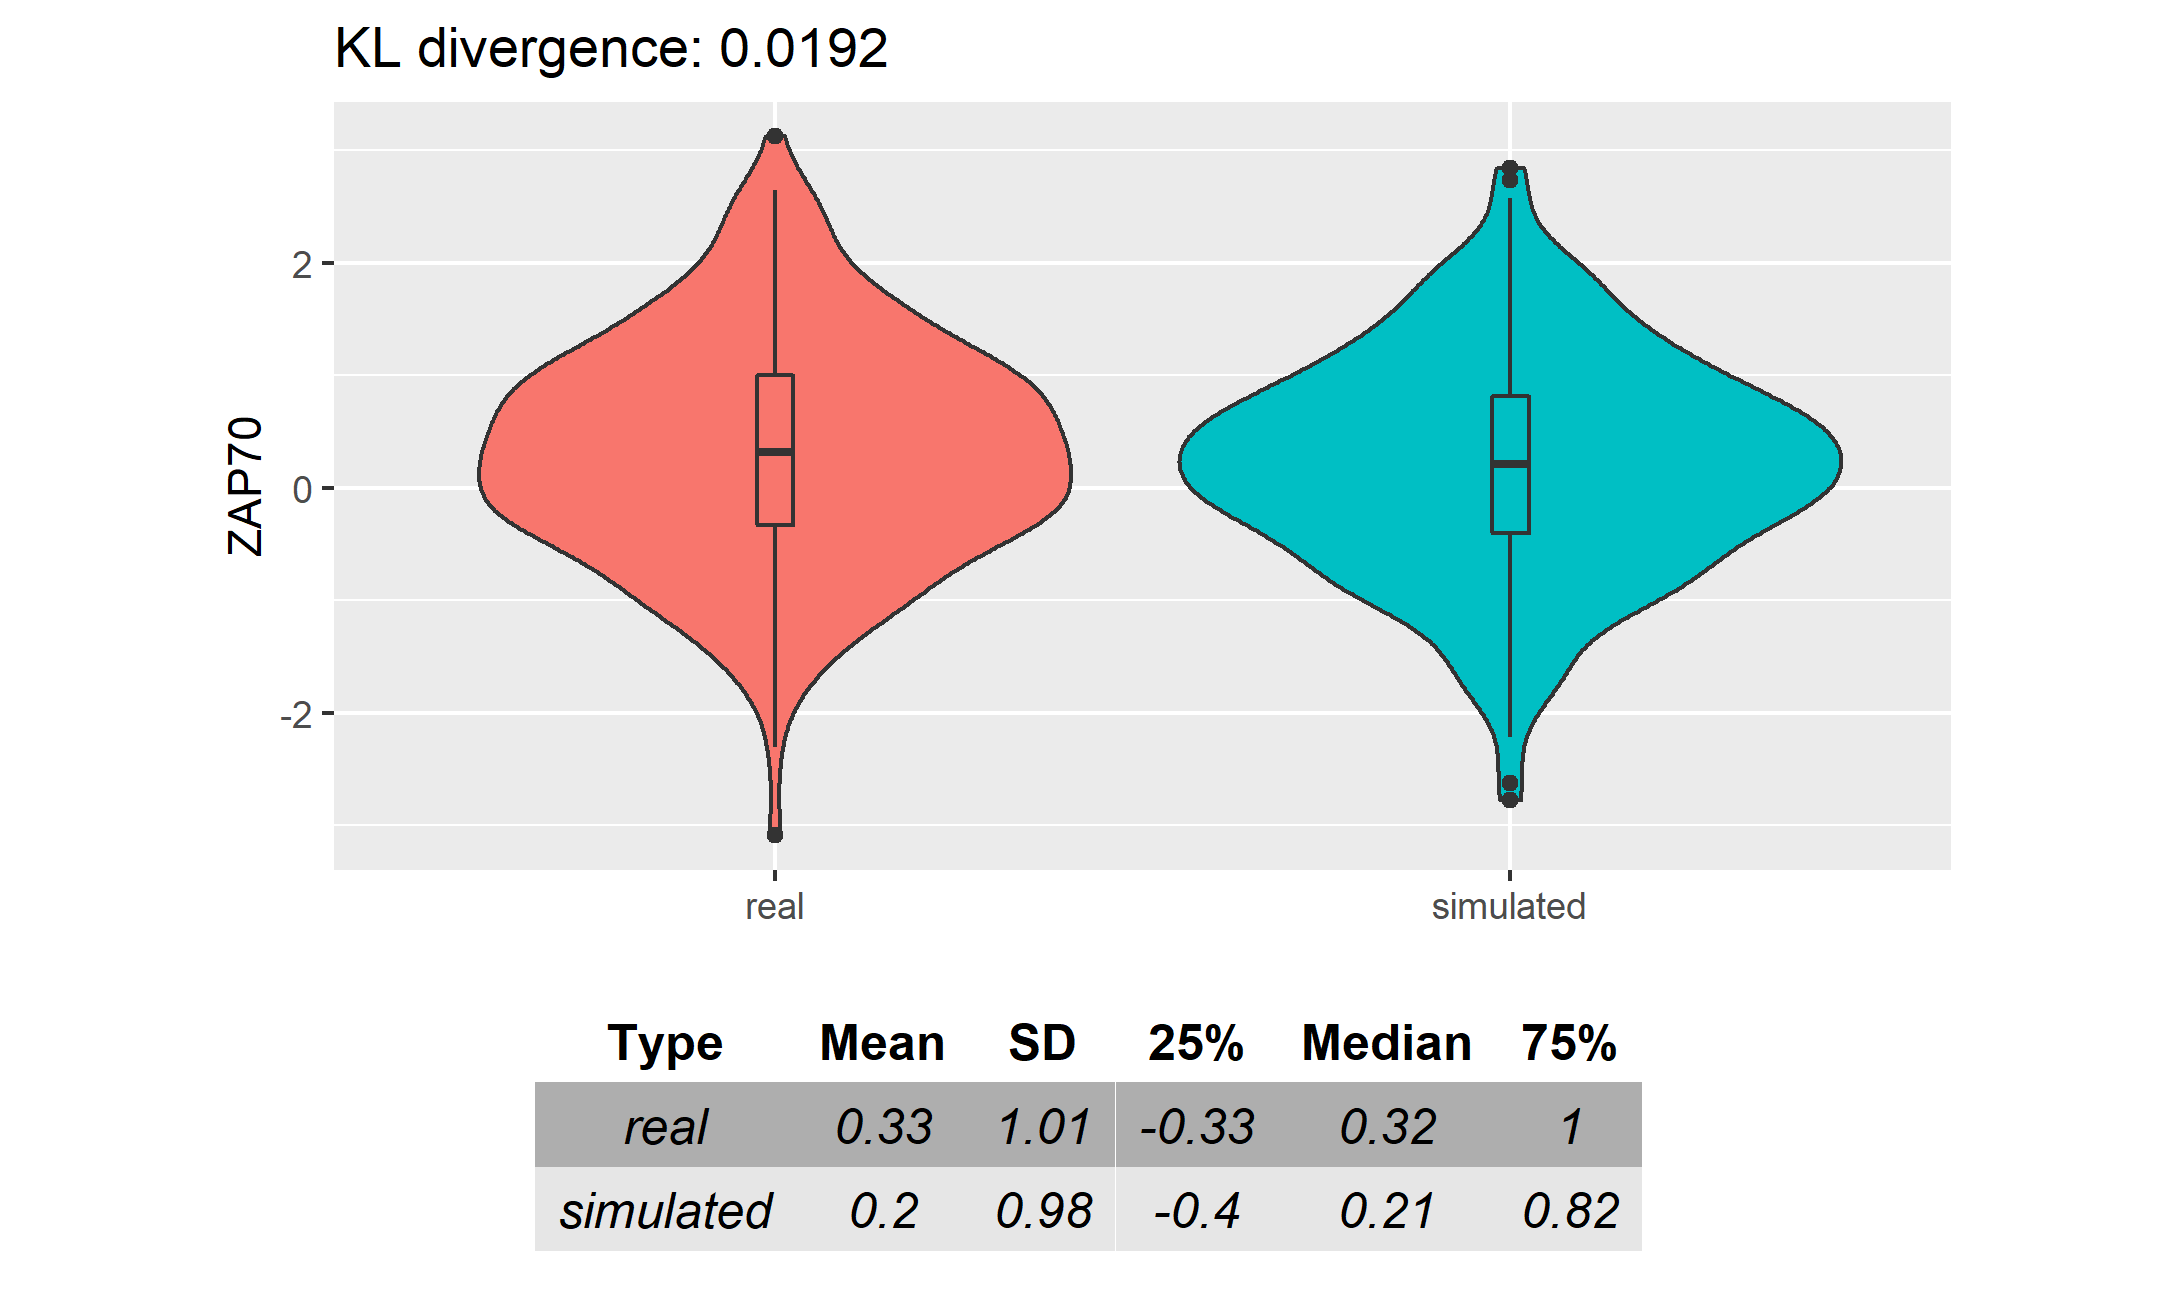 KL divergence: 0.0192
ZAP70
2
0
-2
real simulated
Type Mean SD 25% Median 75%
real 0.33 1.01 -0.33 0.32 1
simulated 0.2 0.98 -0.4 0.21 0.82